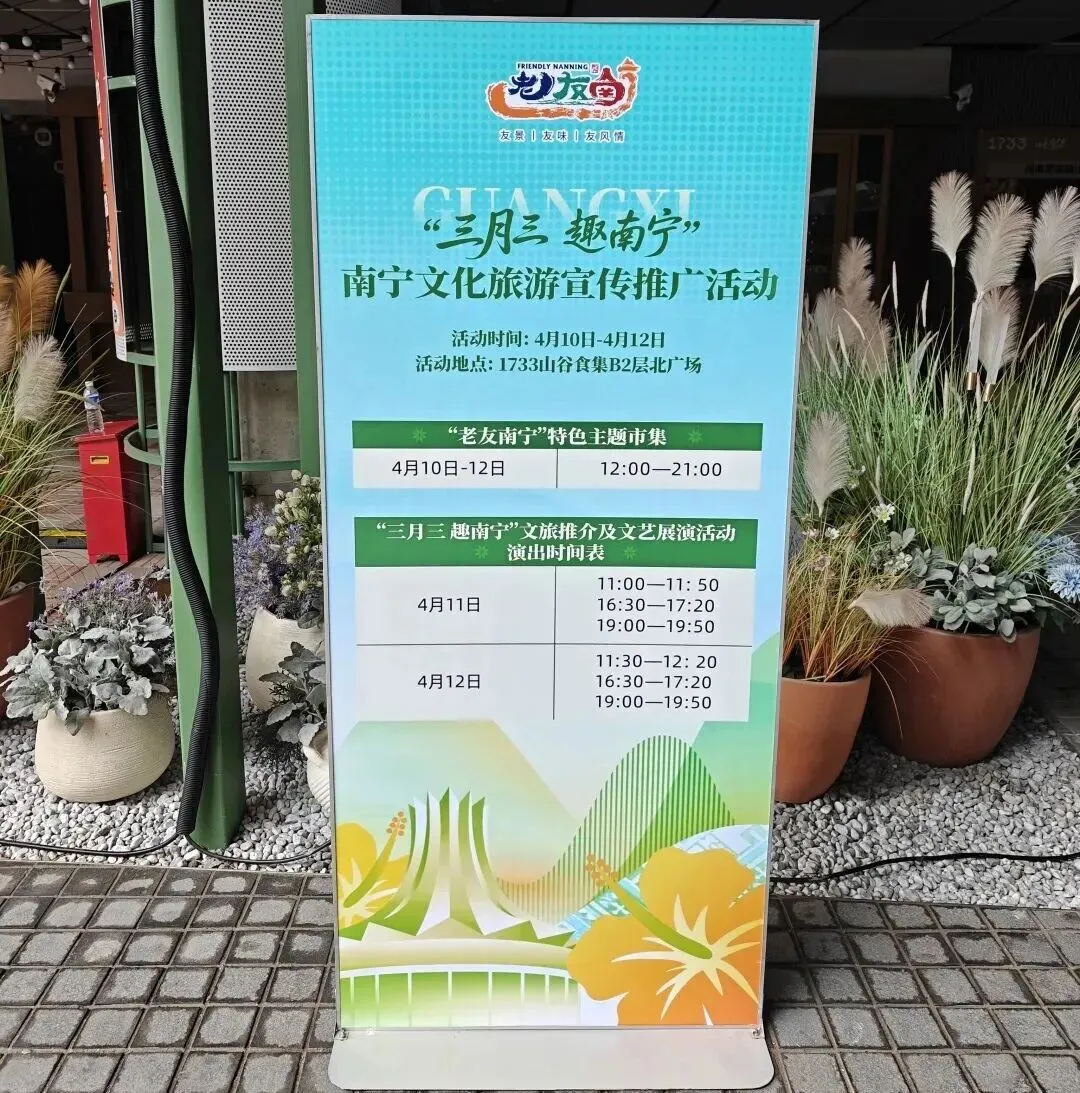 FRIENDLY NANNING
老友南宁
友景丨友味丨友风情
GUANGXI
“三月三 趣南宁”
南宁文化旅游宣传推广活动
活动时间: 4月10日-4月12日
活动地点: 1733山谷食集B2层北广场
“老友南宁”特色主题市集
4月10日-12日 12:00—21:00
“三月三 趣南宁”文旅推介及文艺展演活动
演出时间表
4月11日
11:00—11: 50
16:30—17:20
19:00—19:50
4月12日
11:30—12: 20
16:30—17:20
19:00—19:50
1733